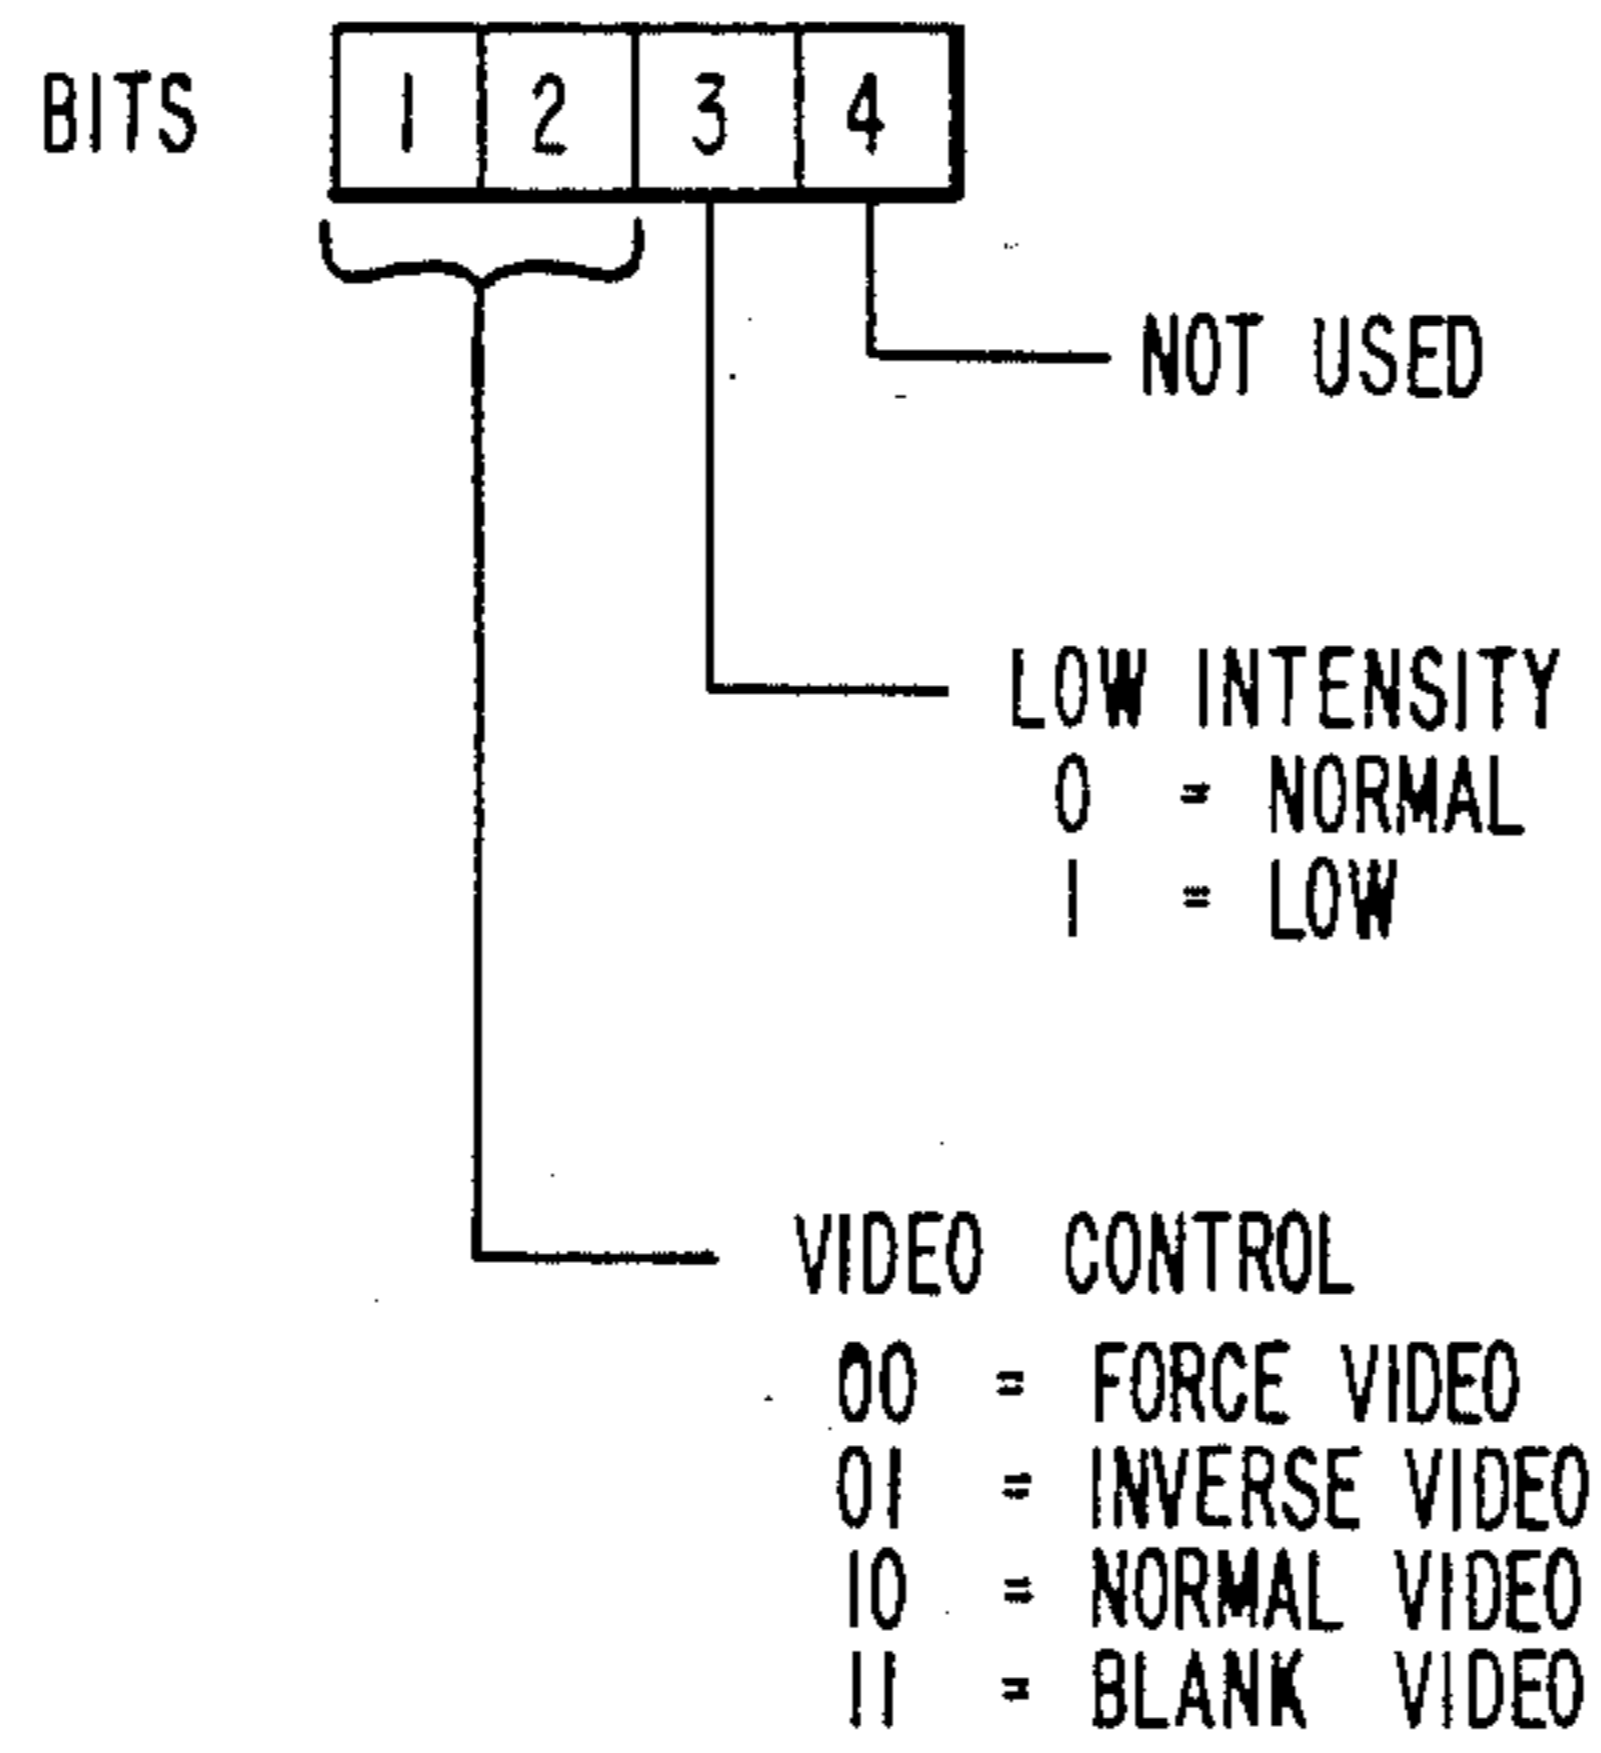 BITS 1 2 3 4
NOT USED
LOW INTENSITY
0 = NORMAL
1 = LOW
VIDEO CONTROL
00 = FORCE VIDEO
01 = INVERSE VIDEO
10 = NORMAL VIDEO
11 = BLANK VIDEO